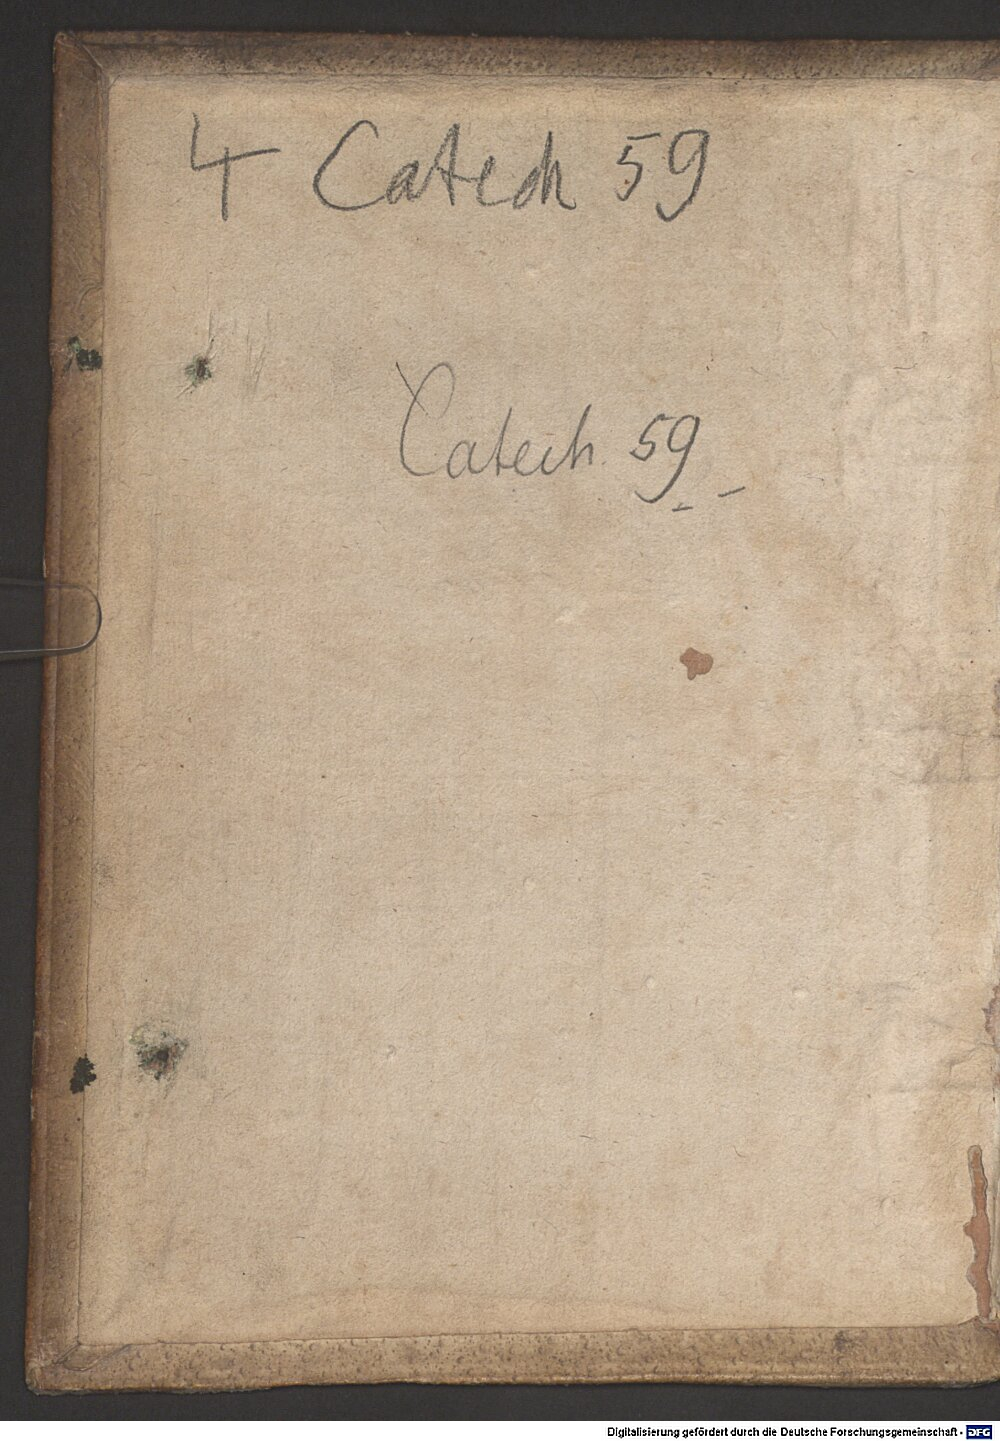 4 Catech 59
Catech 59
Digitalisierung gefördert durch die Deutsche Forschungsgemeinschaft - DFG